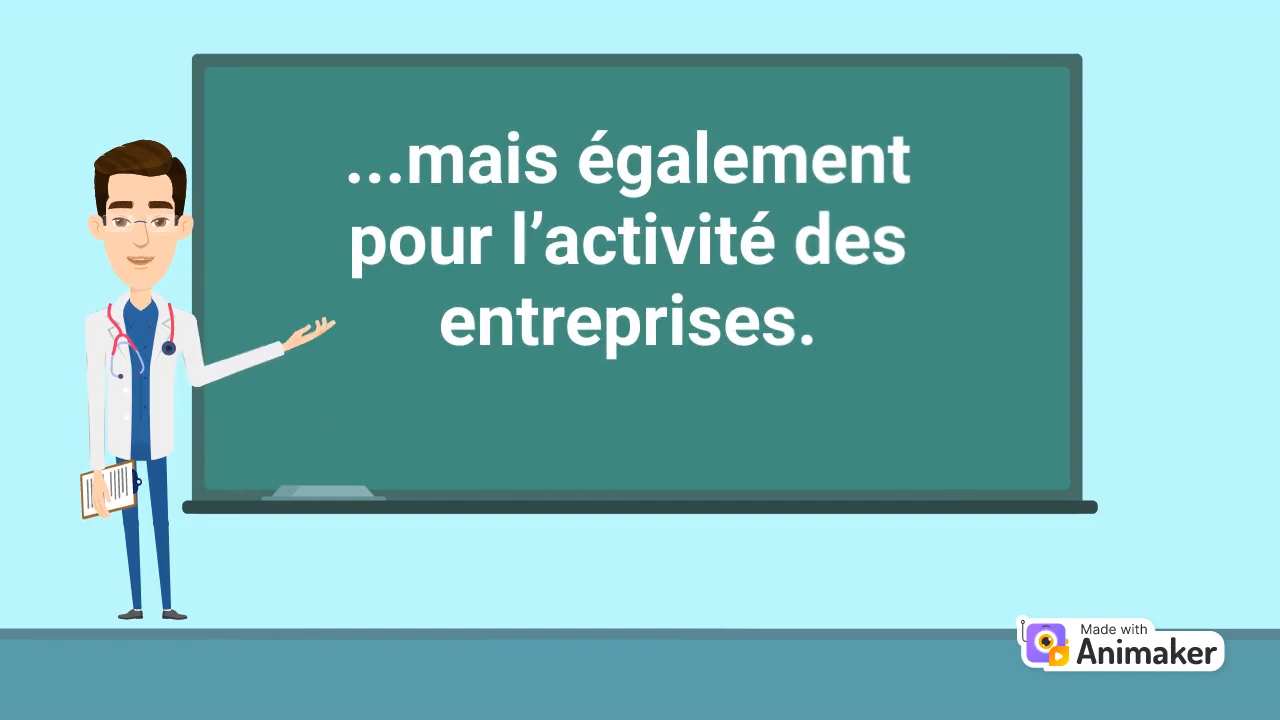 ...mais également
pour l’activité des
entreprises.
Made with
Animaker